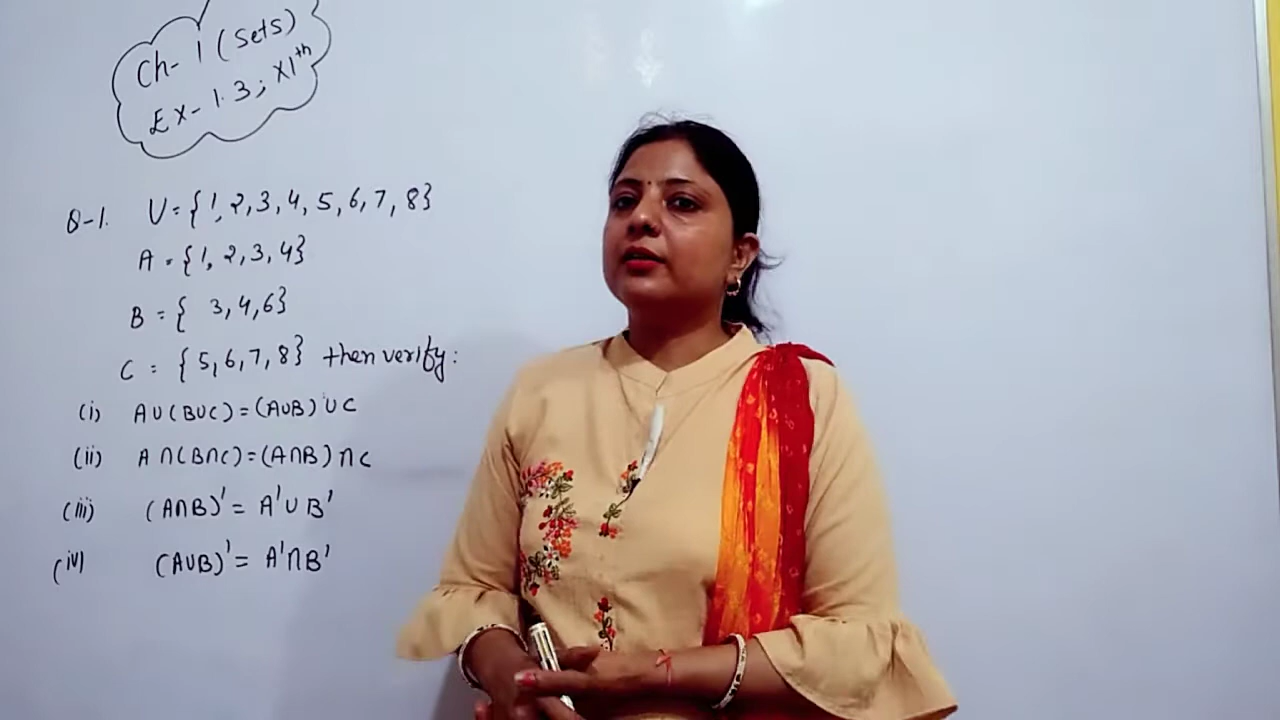 Ch-1 (Sets)
Ex-1.3; XIth
Q-1. U={1,2,3,4,5,6,7,8}
A={1,2,3,4}
B={ 3,4,6}
C = {5,6,7,8} then verify:
(i) A∪(B∪C)=(A∪B)∪C
(ii) A∩(B∩C)=(A∩B)∩C
(iii) (A∩B)'= A'∪B'
(iv) (A∪B)'= A'∩B'